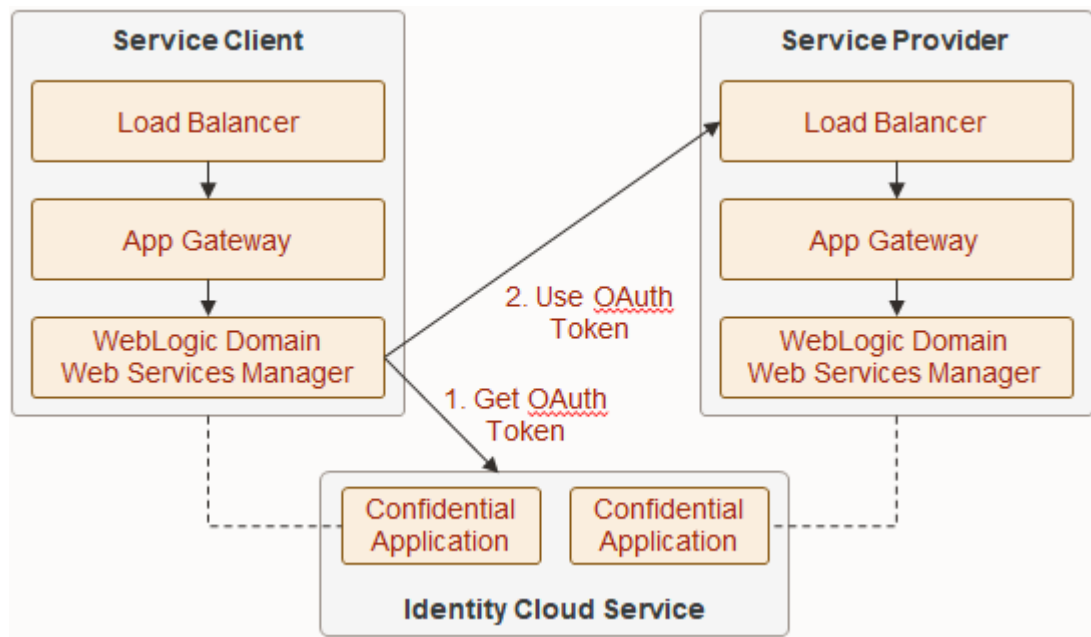 Service Client
Load Balancer
App Gateway
WebLogic Domain
Web Services Manager
Service Provider
Load Balancer
App Gateway
WebLogic Domain
Web Services Manager
2. Use OAuth
Token
1. Get OAuth
Token
Confidential
Application
Confidential
Application
Identity Cloud Service